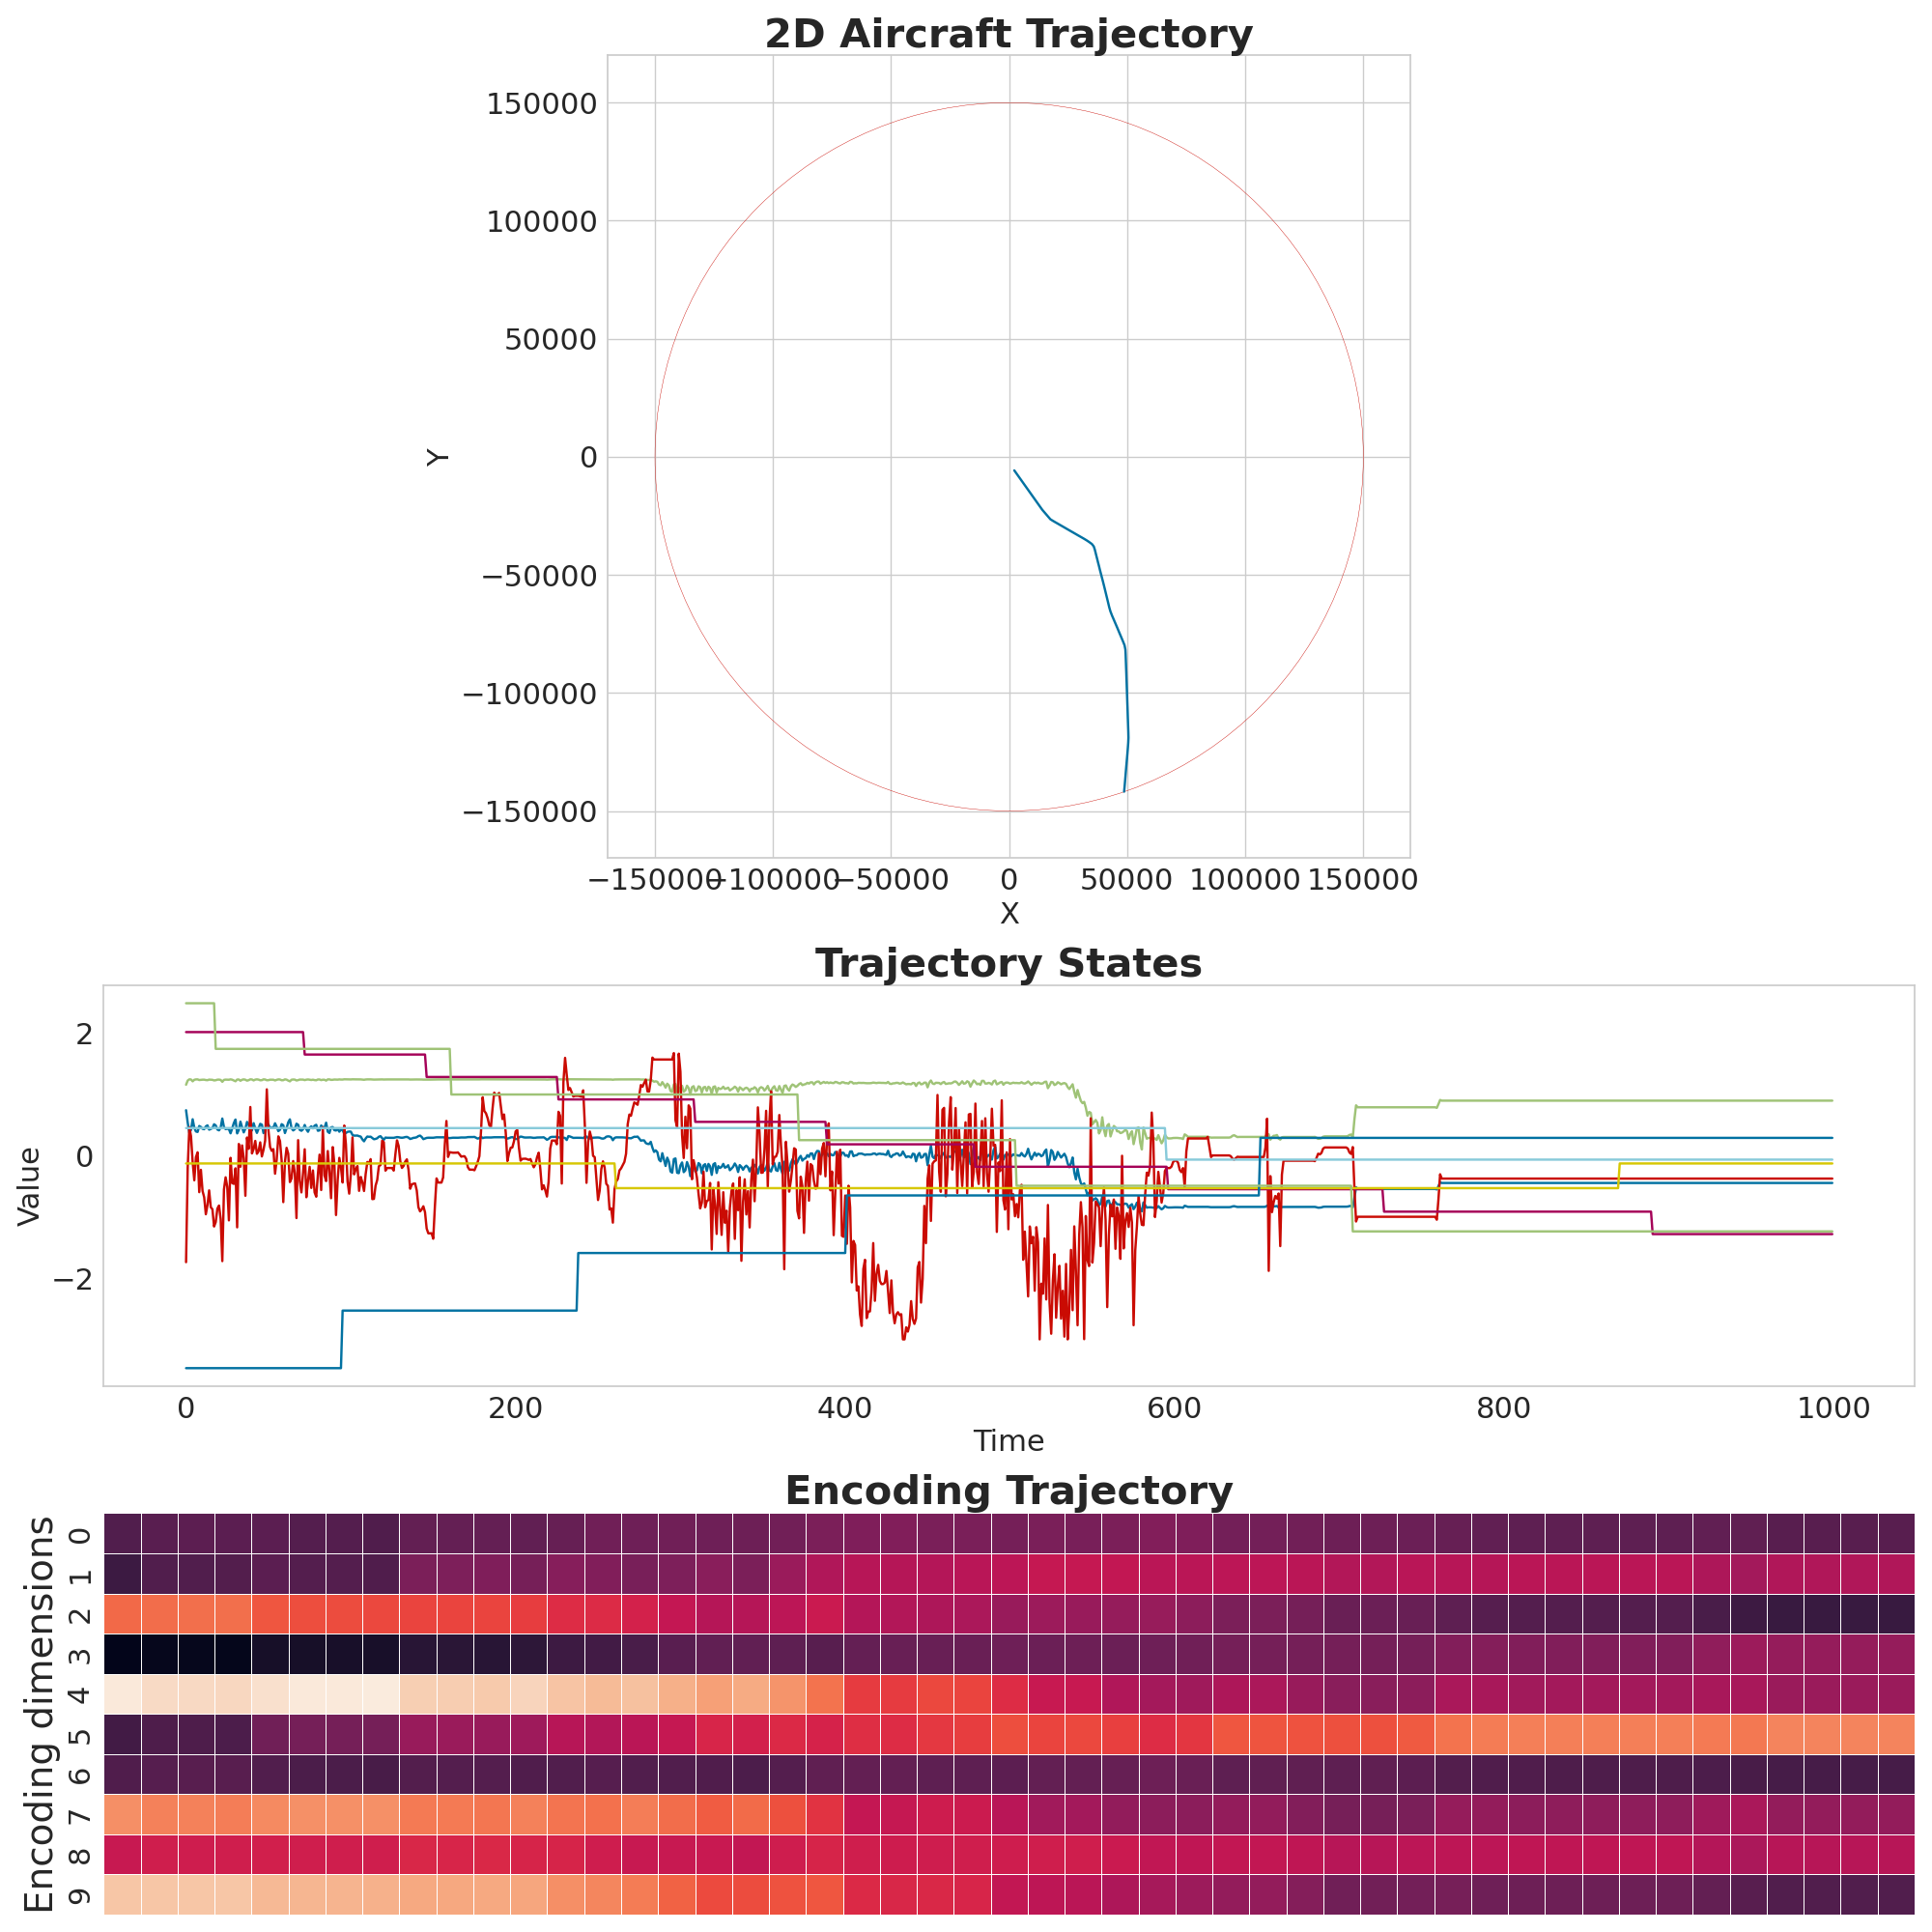 2D Aircraft Trajectory
150000
100000
50000
0
−50000
−100000
−150000
Y
−150000 −100000 −50000 0 50000 100000 150000
X
Trajectory States
2
0
−2
Value
0 200 400 600 800 1000
Time
Encoding Trajectory
Encoding dimensions
0
1
2
3
4
5
6
7
8
9